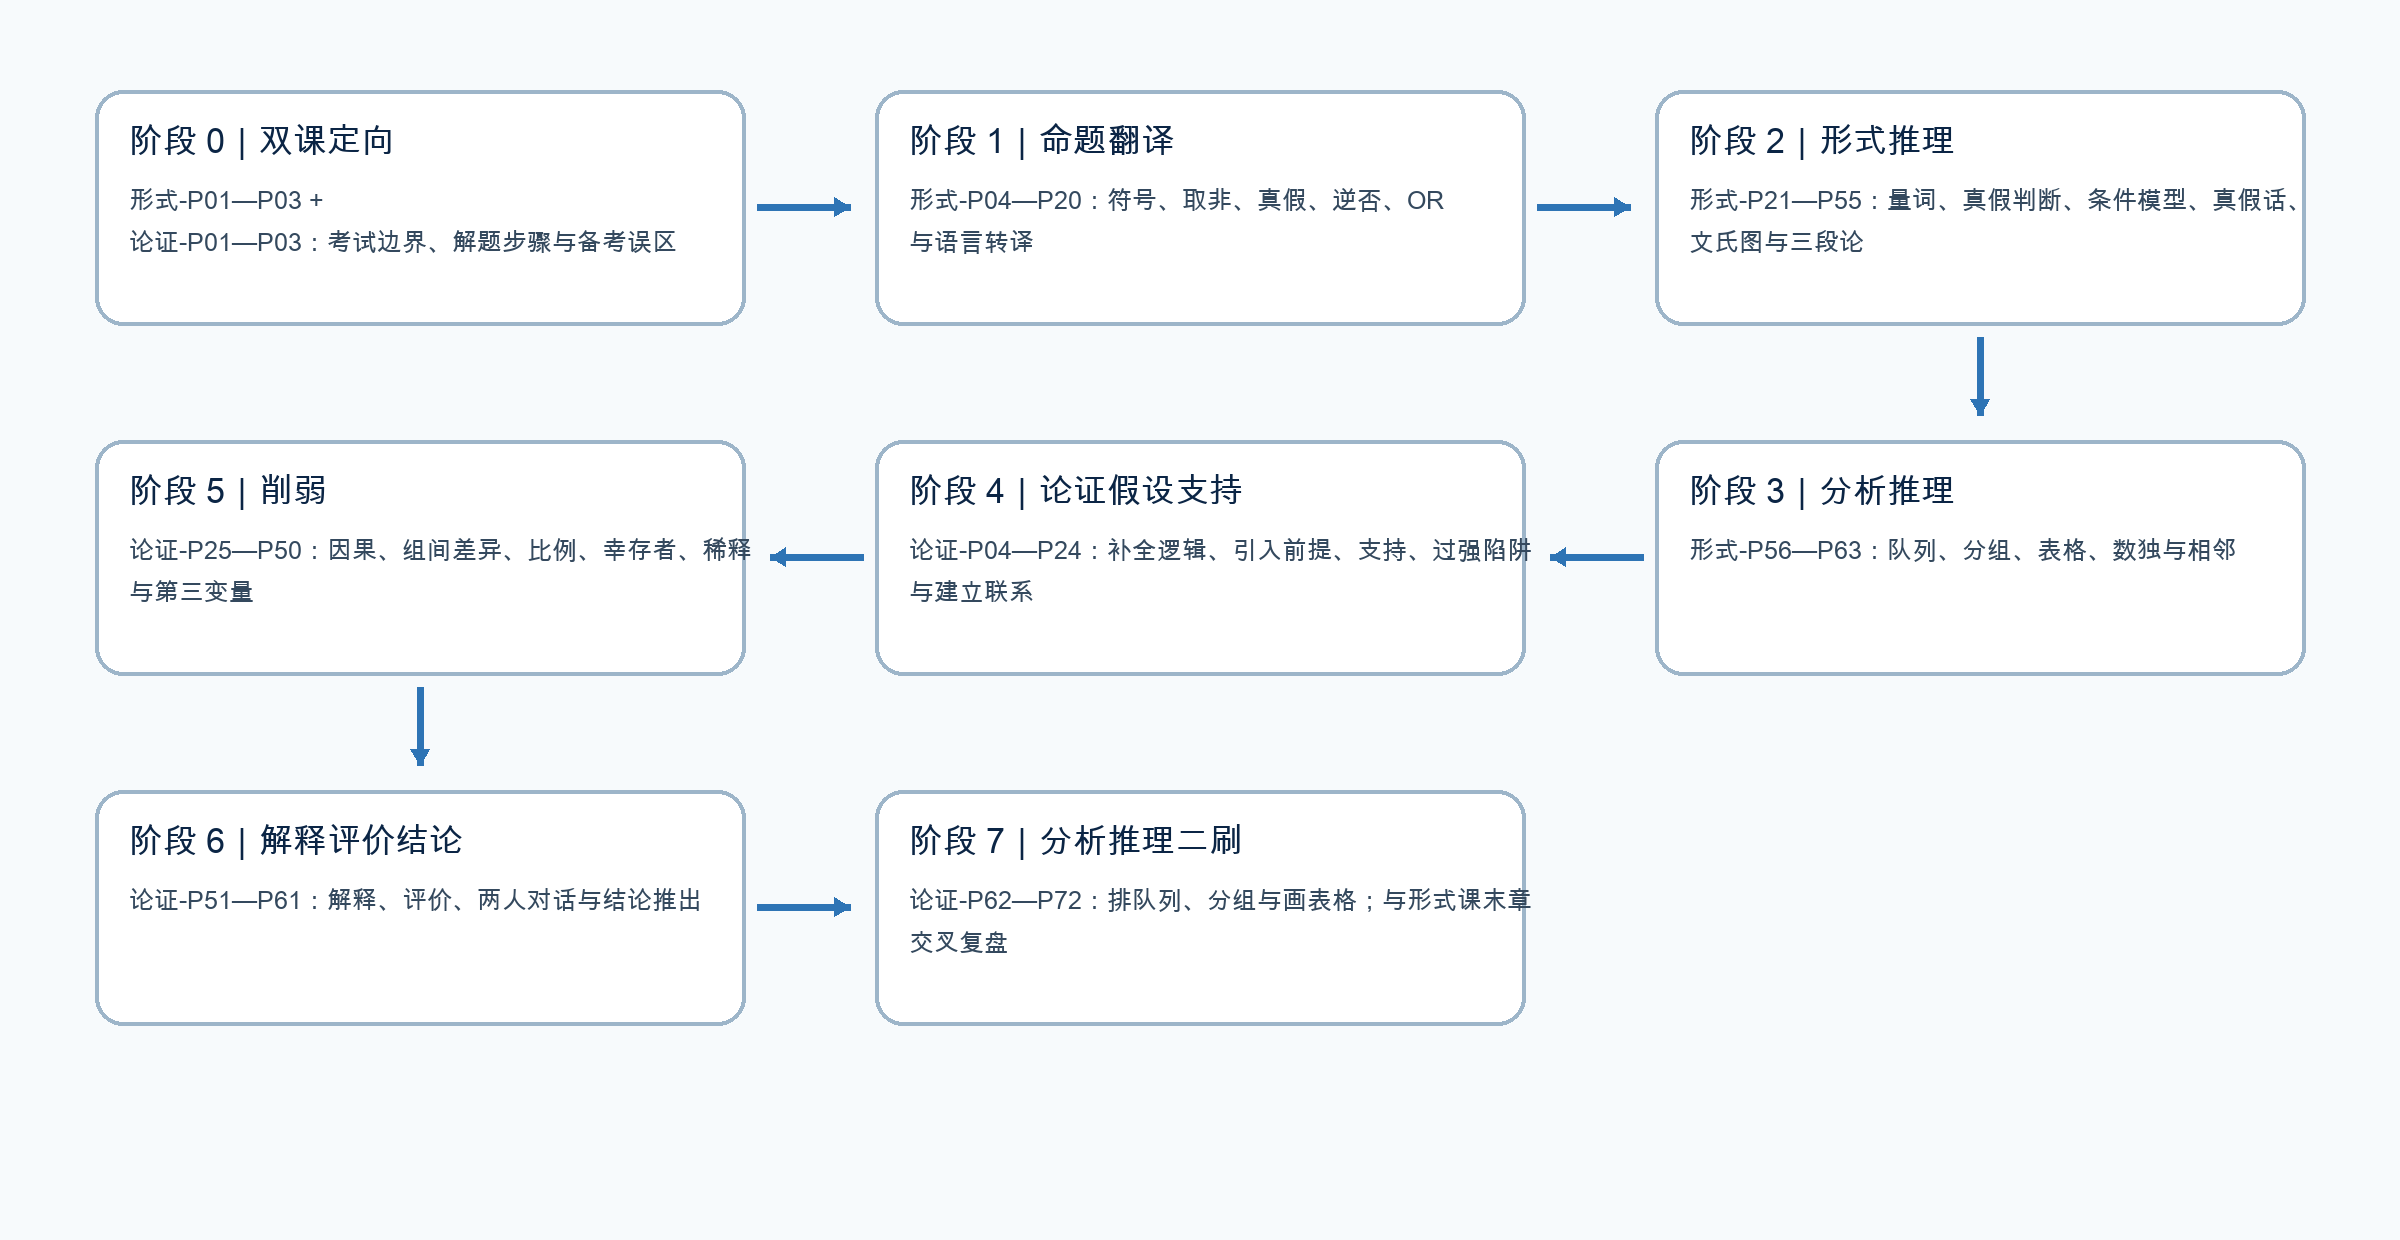 阶段 0 | 双课定向
形式-P01—P03 +
论证-P01—P03：考试边界、解题步骤与备考误区
阶段 1 | 命题翻译
形式-P04—P20：符号、取非、真假、逆否、OR
与语言转译
阶段 2 | 形式推理
形式-P21—P55：量词、真假判断、条件模型、真假话、
文氏图与三段论
阶段 3 | 分析推理
形式-P56—P63：队列、分组、表格、数独与相邻
阶段 4 | 论证假设支持
论证-P04—P24：补全逻辑、引入前提、支持、过强陷阱
与建立联系
阶段 5 | 削弱
论证-P25—P50：因果、组间差异、比例、幸存者、稀释
与第三变量
阶段 6 | 解释评价结论
论证-P51—P61：解释、评价、两人对话与结论推出
阶段 7 | 分析推理二刷
论证-P62—P72：排队列、分组与画表格；与形式课末章
交叉复盘